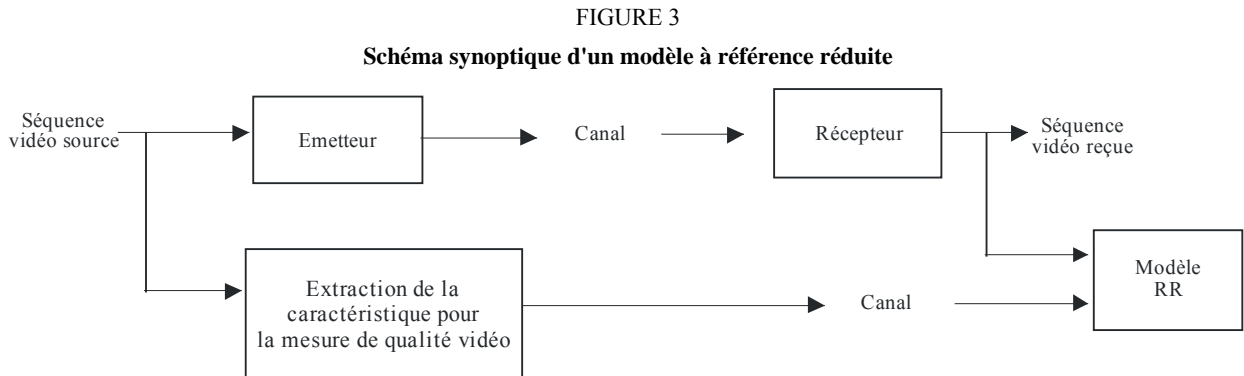 FIGURE 3
Schéma synoptique d'un modèle à référence réduite
Séquence
vidéo source
Emetteur
Canal
Récepteur
Séquence
vidéo reçue
Extraction de la
caractéristique pour
la mesure de qualité vidéo
Canal
Modèle
RR